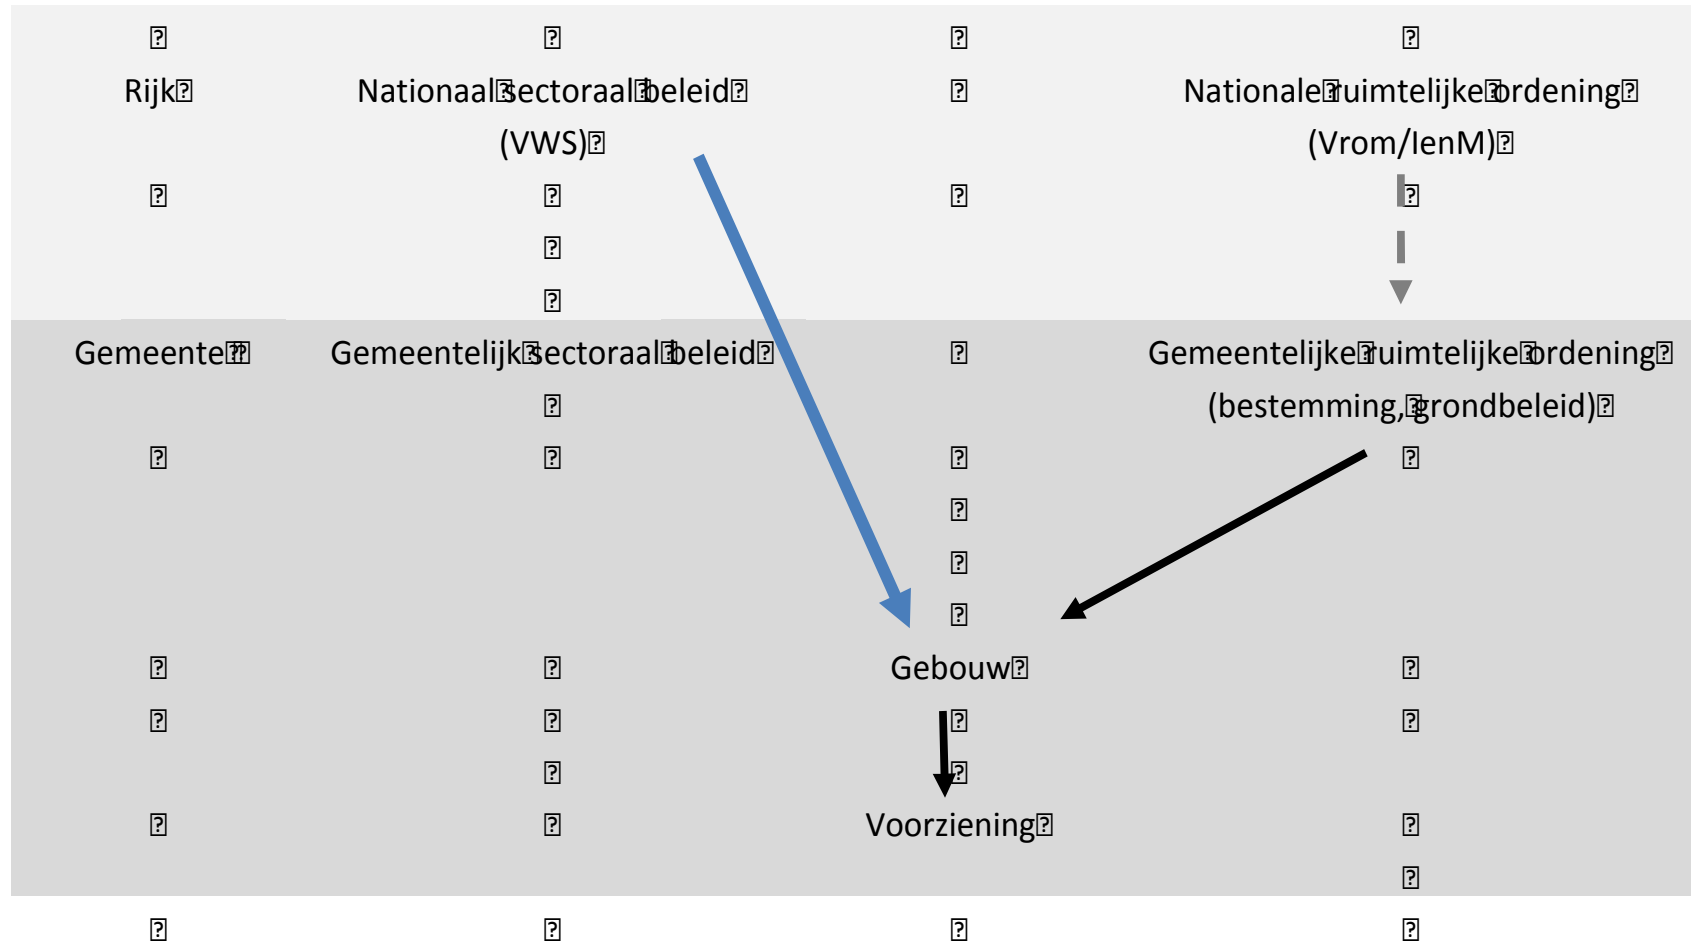 Rijk Nationaal sectoraal beleid Nationale ruimtelijke ordening
(VWS) (Vrom/IenM)
Gemeente Gemeentelijk sectoraal beleid Gemeentelijke ruimtelijke ordening
(bestemming, grondbeleid)
Gebouw
Voorziening